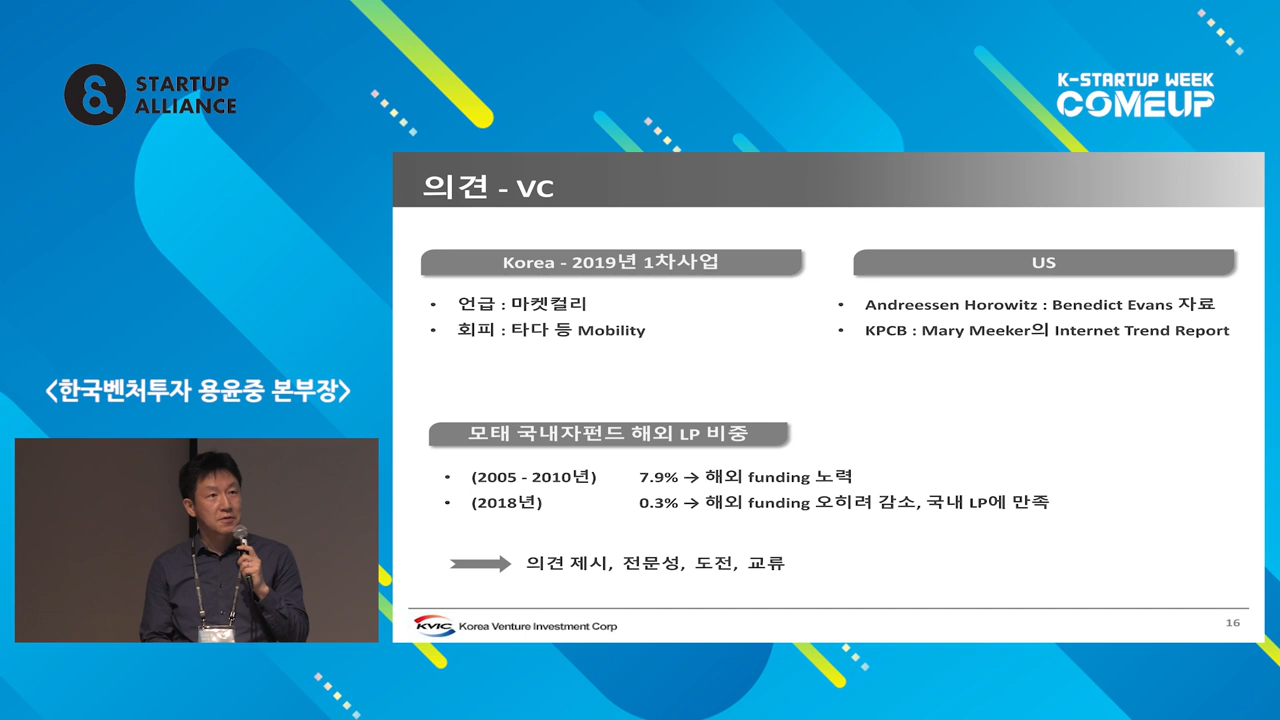 STARTUP
ALLIANCE
K-STARTUP WEEK
COMEUP
의견 - VC
Korea - 2019년 1차사업
• 언급 : 마켓컬리
• 회피 : 타다 등 Mobility
US
• Andreessen Horowitz : Benedict Evans 자료
• KPCB : Mary Meeker의 Internet Trend Report
<한국벤처투자 용윤중 본부장>
모태 국내자펀드 해외 LP 비중
• (2005 - 2010년) 7.9% → 해외 funding 노력
• (2018년) 0.3% → 해외 funding 오히려 감소, 국내 LP에 만족
의견 제시, 전문성, 도전, 교류
KVIC Korea Venture Investment Corp
16